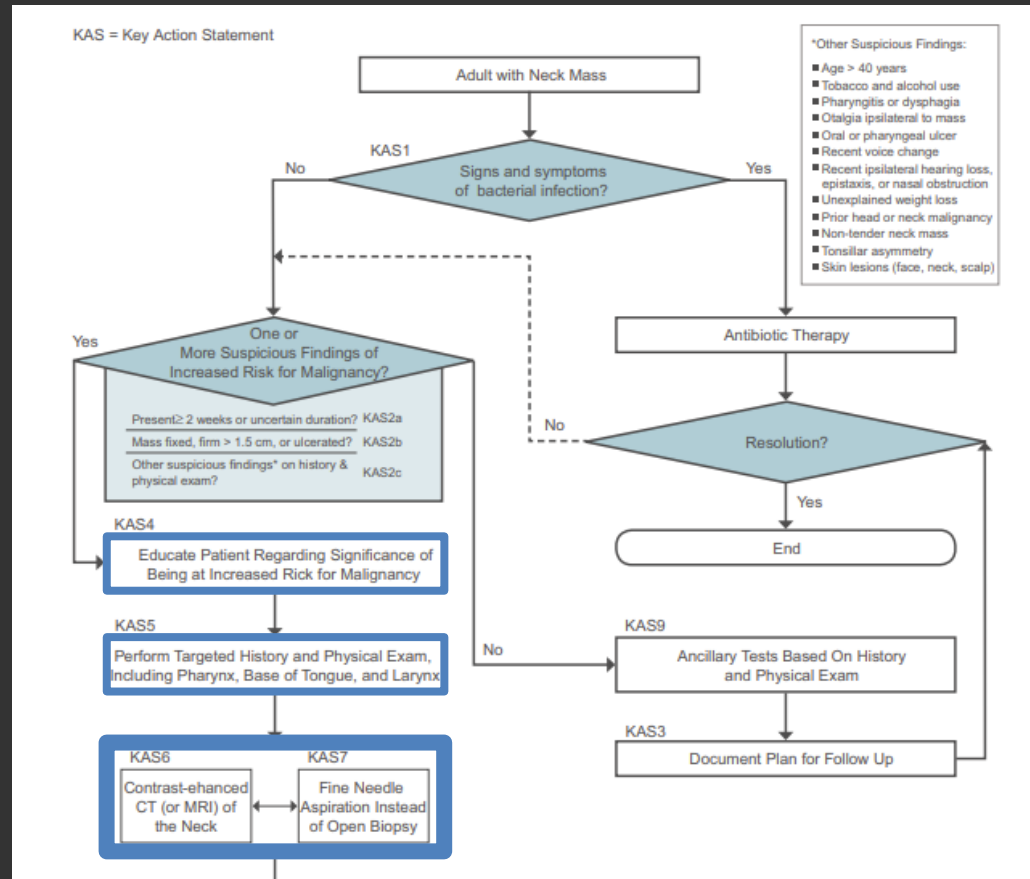 KAS = Key Action Statement
Adult with Neck Mass
*Other Suspicious Findings:
■ Age > 40 years
■ Tobacco and alcohol use
■ Pharyngitis or dysphagia
■ Otalgia ipsilateral to mass
■ Oral or pharyngeal ulcer
■ Recent voice change
■ Recent ipsilateral hearing loss,
epistaxis, or nasal obstruction
■ Unexplained weight loss
■ Prior head or neck malignancy
■ Non-tender neck mass
■ Tonsillar asymmetry
■ Skin lesions (face, neck, scalp)
KAS1
No
Signs and symptoms
of bacterial infection?
Yes
Yes
One or
More Suspicious Findings of
Increased Risk for Malignancy?
Present≥ 2 weeks or uncertain duration? KAS2a
Mass fixed, firm > 1.5 cm, or ulcerated? KAS2b
Other suspicious findings* on history &
physical exam?
KAS2c
Antibiotic Therapy
No
Resolution?
Yes
End
KAS4
Educate Patient Regarding Significance of
Being at Increased Rick for Malignancy
KAS5
Perform Targeted History and Physical Exam,
Including Pharynx, Base of Tongue, and Larynx
No
KAS9
Ancillary Tests Based On History
and Physical Exam
KAS3
Document Plan for Follow Up
KAS6
Contrast-ehanced
CT (or MRI) of
the Neck
KAS7
Fine Needle
Aspiration Instead
of Open Biopsy